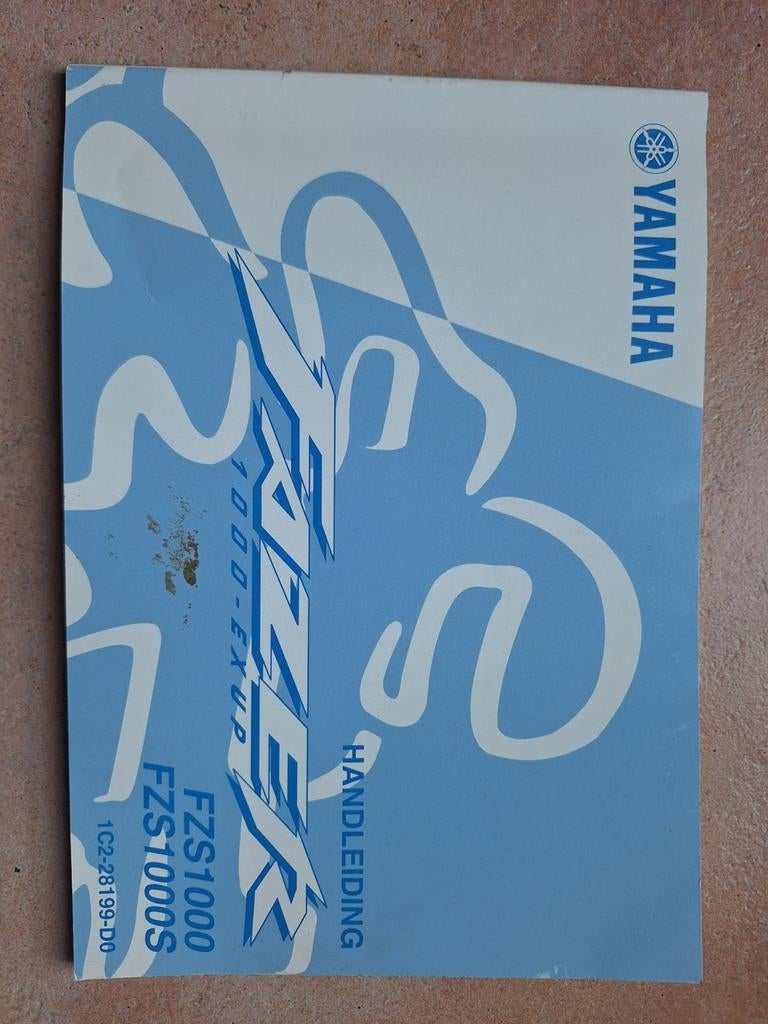 YAMAHA
FAZER
1000-EXUP
HANDLEIDING
FZS1000
FZS1000S
1C2-28199-D0